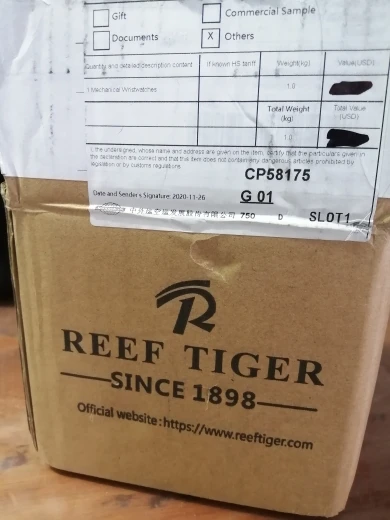 Gift
Commercial Sample
Documents
X Others
Quantity and detailed description content
If known HS tariff
Weight(kg)
Value(USD)
1 Mechanical Wristwatches
1.0
Total Weight (kg)
Total Value (USD)
1.0
I, the undersigned, whose name and address are given on the item, certify that the particulars given in
the declaration are correct and that this item does not contain any dangerous articles prohibited by
legislation or by customs regulations.
CP58175
Date and Sender's Signature: 2020-11-26
G 01
750 D SLOT1
R
REEF TIGER
SINCE 1898
Official website:https://www.reeftiger.com